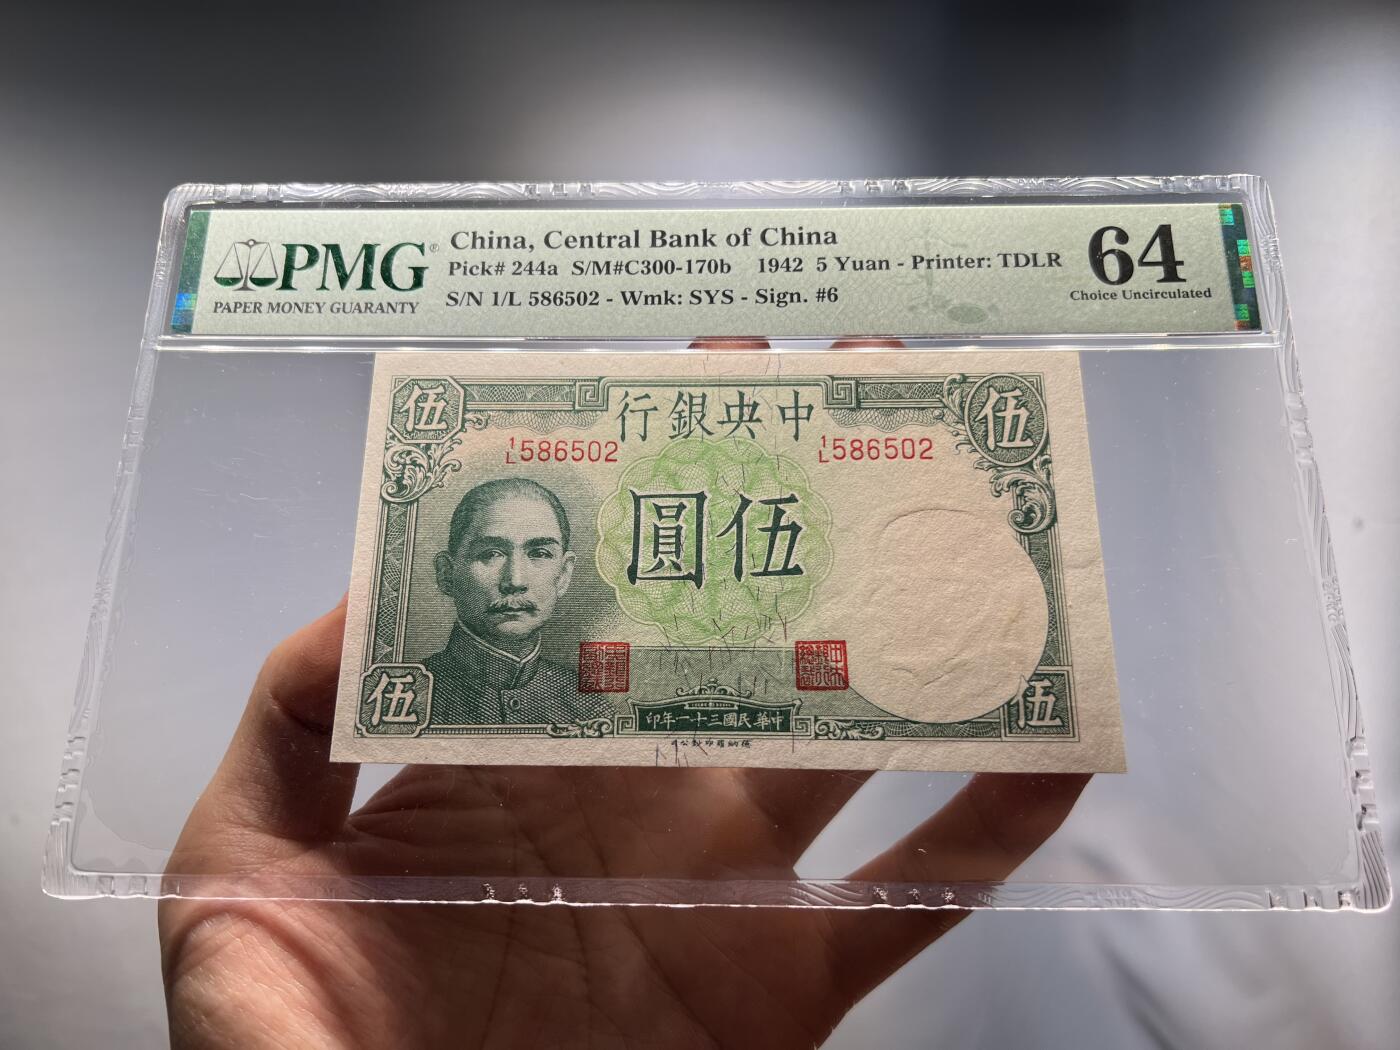 PMG®
PAPER MONEY GUARANTY
China, Central Bank of China
Pick# 244a S/M#C300-170b 1942 5 Yuan - Printer: TDLR
S/N 1/L 586502 - Wmk: SYS - Sign. #6
64
Choice Uncirculated
伍
行銀央中
伍
1/L 586502
1/L 586502
圓伍
伍
印年一十三國民華中
伍